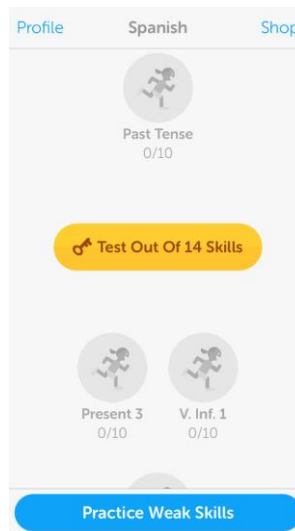 Profile Spanish Shop
Past Tense
0/10
Test Out Of 14 Skills
Present 3 V. Inf. 1
0/10 0/10
Practice Weak Skills